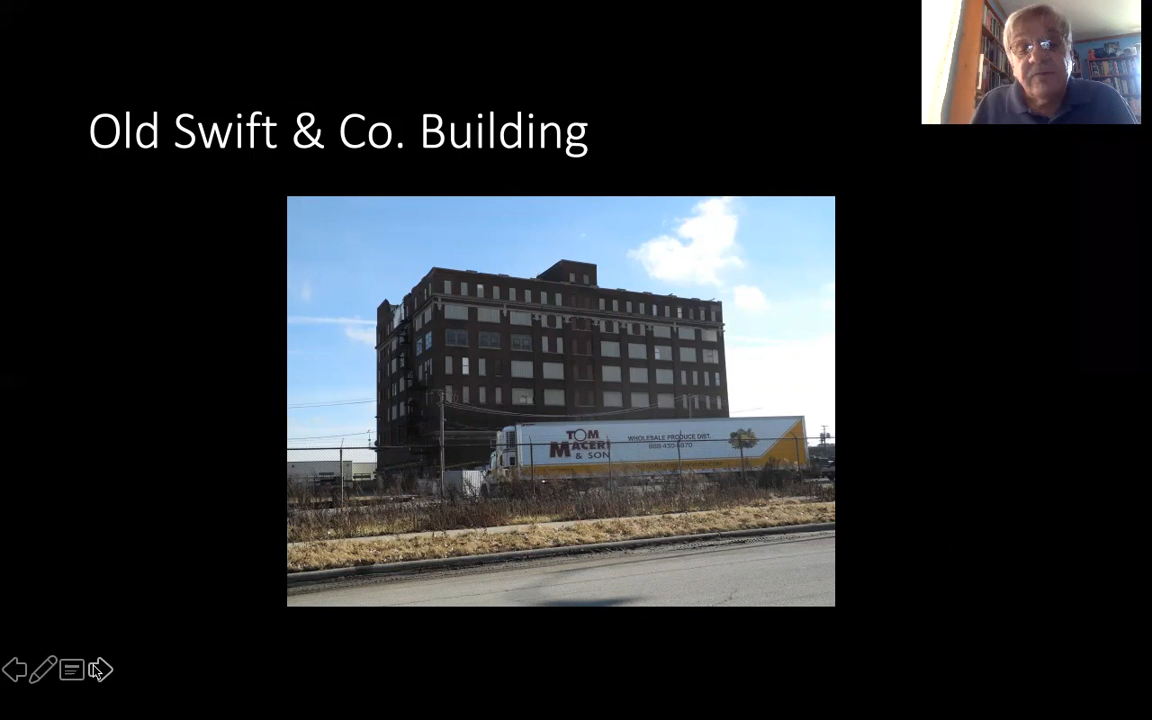 Old Swift & Co. Building
TOM
MACERI
& SON
WHOLESALE PRODUCE DIST.